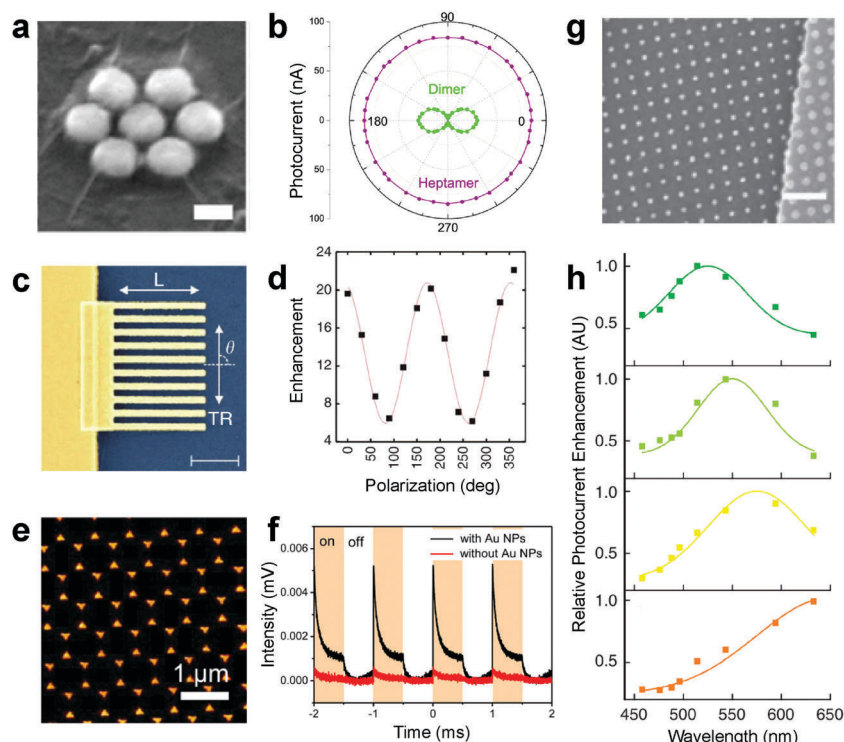 a
b
Photocurrent (nA)
100
50
0
50
100
90
180
0
270
Dimer
Heptamer
g
c
L
θ
TR
d
Enhancement
24
20
16
12
8
4
0 50 100 150 200 250 300 350
Polarization (deg)
e
1 µm
f
on off
with Au NPs
without Au NPs
Intensity (mV)
0.006
0.004
0.002
0.000
-2 -1 0 1 2
Time (ms)
h
Relative Photocurrent Enhancement (AU)
1.0
0.5
1.0
0.5
1.0
0.5
1.0
0.5
450 500 550 600 650
Wavelength (nm)